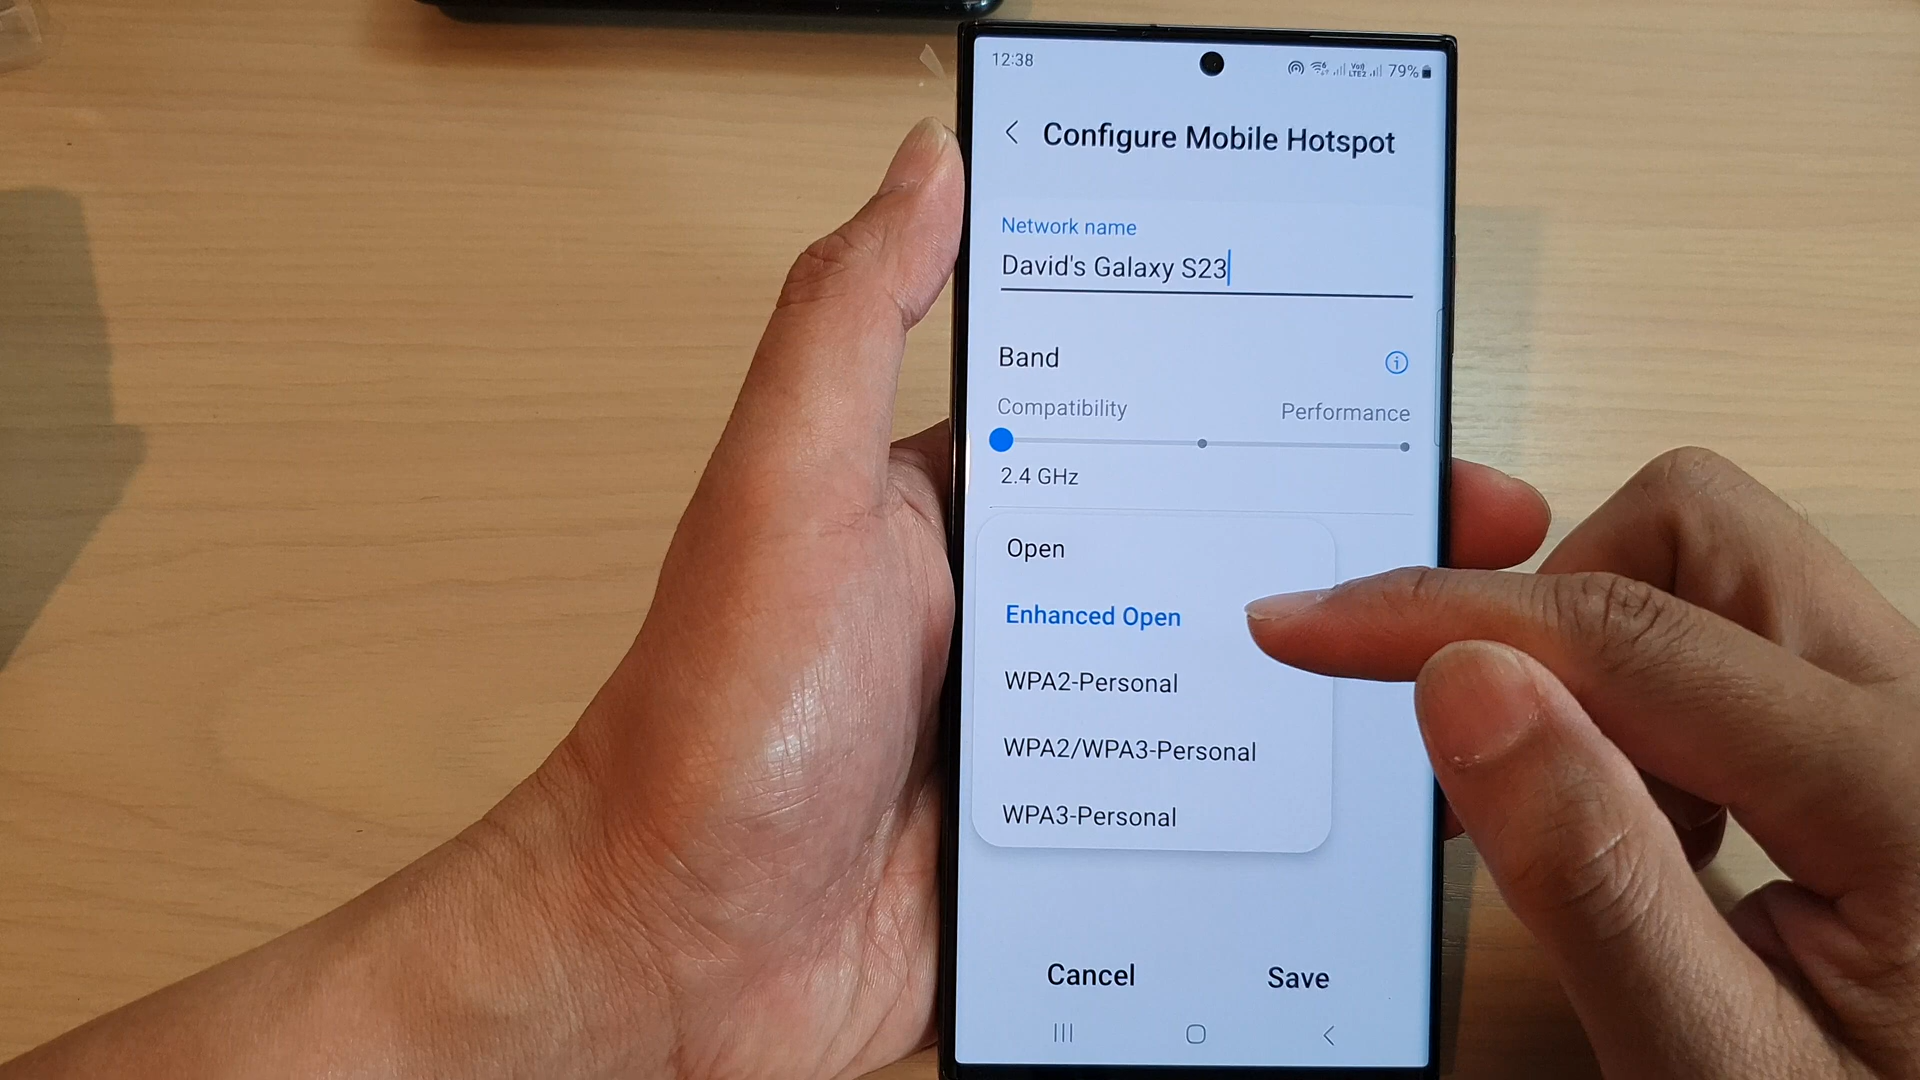 12:38
79%
Configure Mobile Hotspot
Network name
David's Galaxy S23
Band
Compatibility Performance
2.4 GHz
Open
Enhanced Open
WPA2-Personal
WPA2/WPA3-Personal
WPA3-Personal
Cancel Save